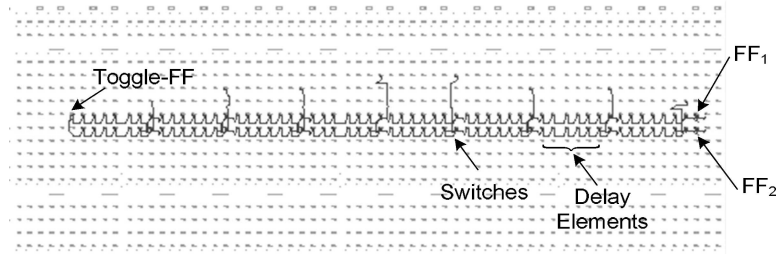 Toggle-FF
FF₁
Switches
Delay
Elements
FF₂